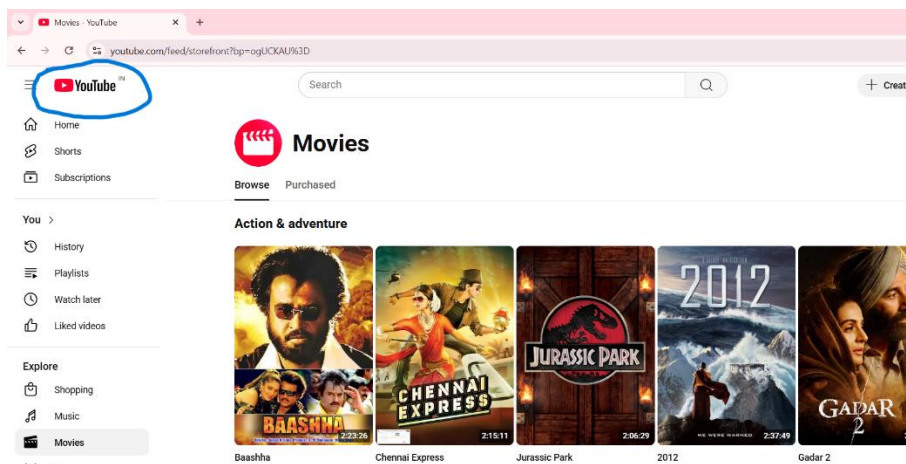 Movies - YouTube
youtube.com/feed/storefront?bp=ogUCKAU%3D
YouTube IN
Search
Creat
Home
Shorts
Subscriptions
Movies
Browse Purchased
You
History
Playlists
Watch later
Liked videos
Explore
Shopping
Music
Movies
Action & adventure
BAASHHA
2:23:26
Baashha
CHENNAI
EXPRESS
2:15:11
Chennai Express
JURASSIC PARK
2:06:29
Jurassic Park
2012
WE WERE WARNED
2:37:49
2012
GADAR
2
Gadar 2